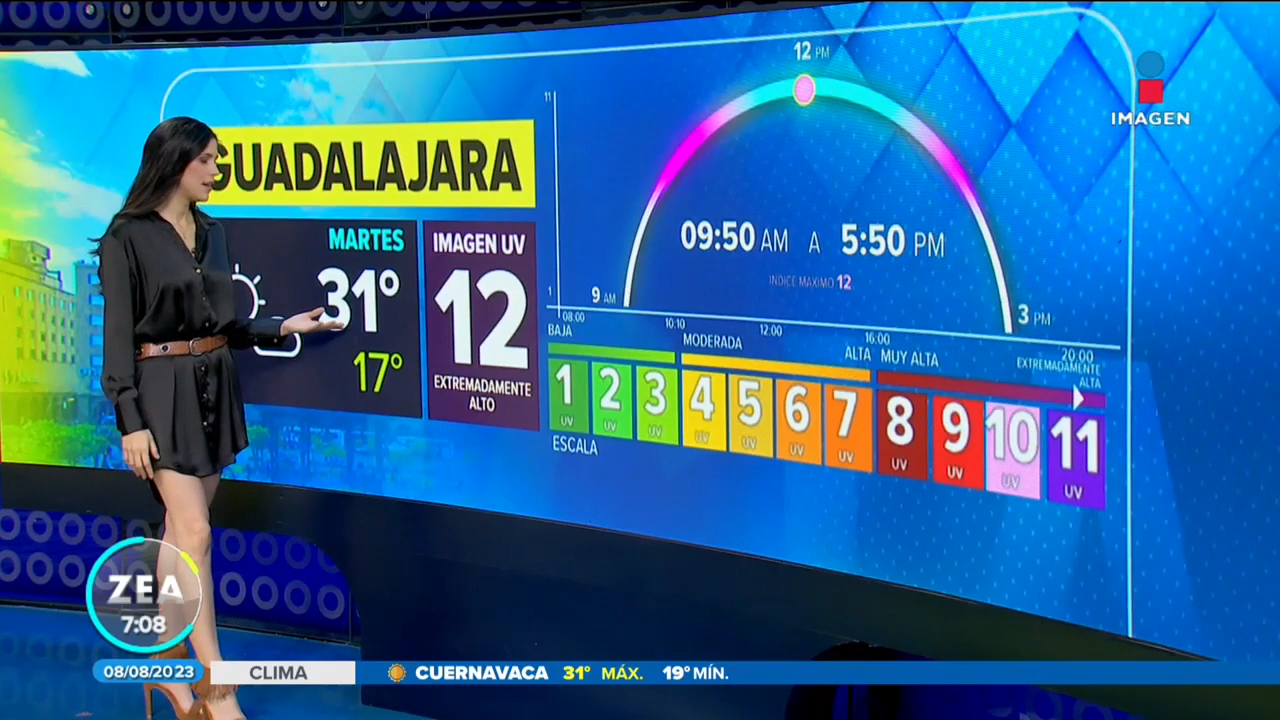 12 PM
IMAGEN
GUADALAJARA
11
MARTES
31°
17°
IMAGEN UV
12
EXTREMADAMENTE
ALTO
09:50 AM A 5:50 PM
INDICE MAXIMO 12
1
9 AM
3 PM
08:00
10:10
12:00
16:00
20:00
BAJA
MODERADA
ALTA
MUY ALTA
EXTREMADAMENTE
ALTA
1 2 3 4 5 6 7 8 9 10 11
UV UV UV UV UV UV UV UV UV UV UV
ESCALA
ZEA
7:08
08/08/2023
CLIMA
CUERNAVACA 31° MÁX. 19° MÍN.